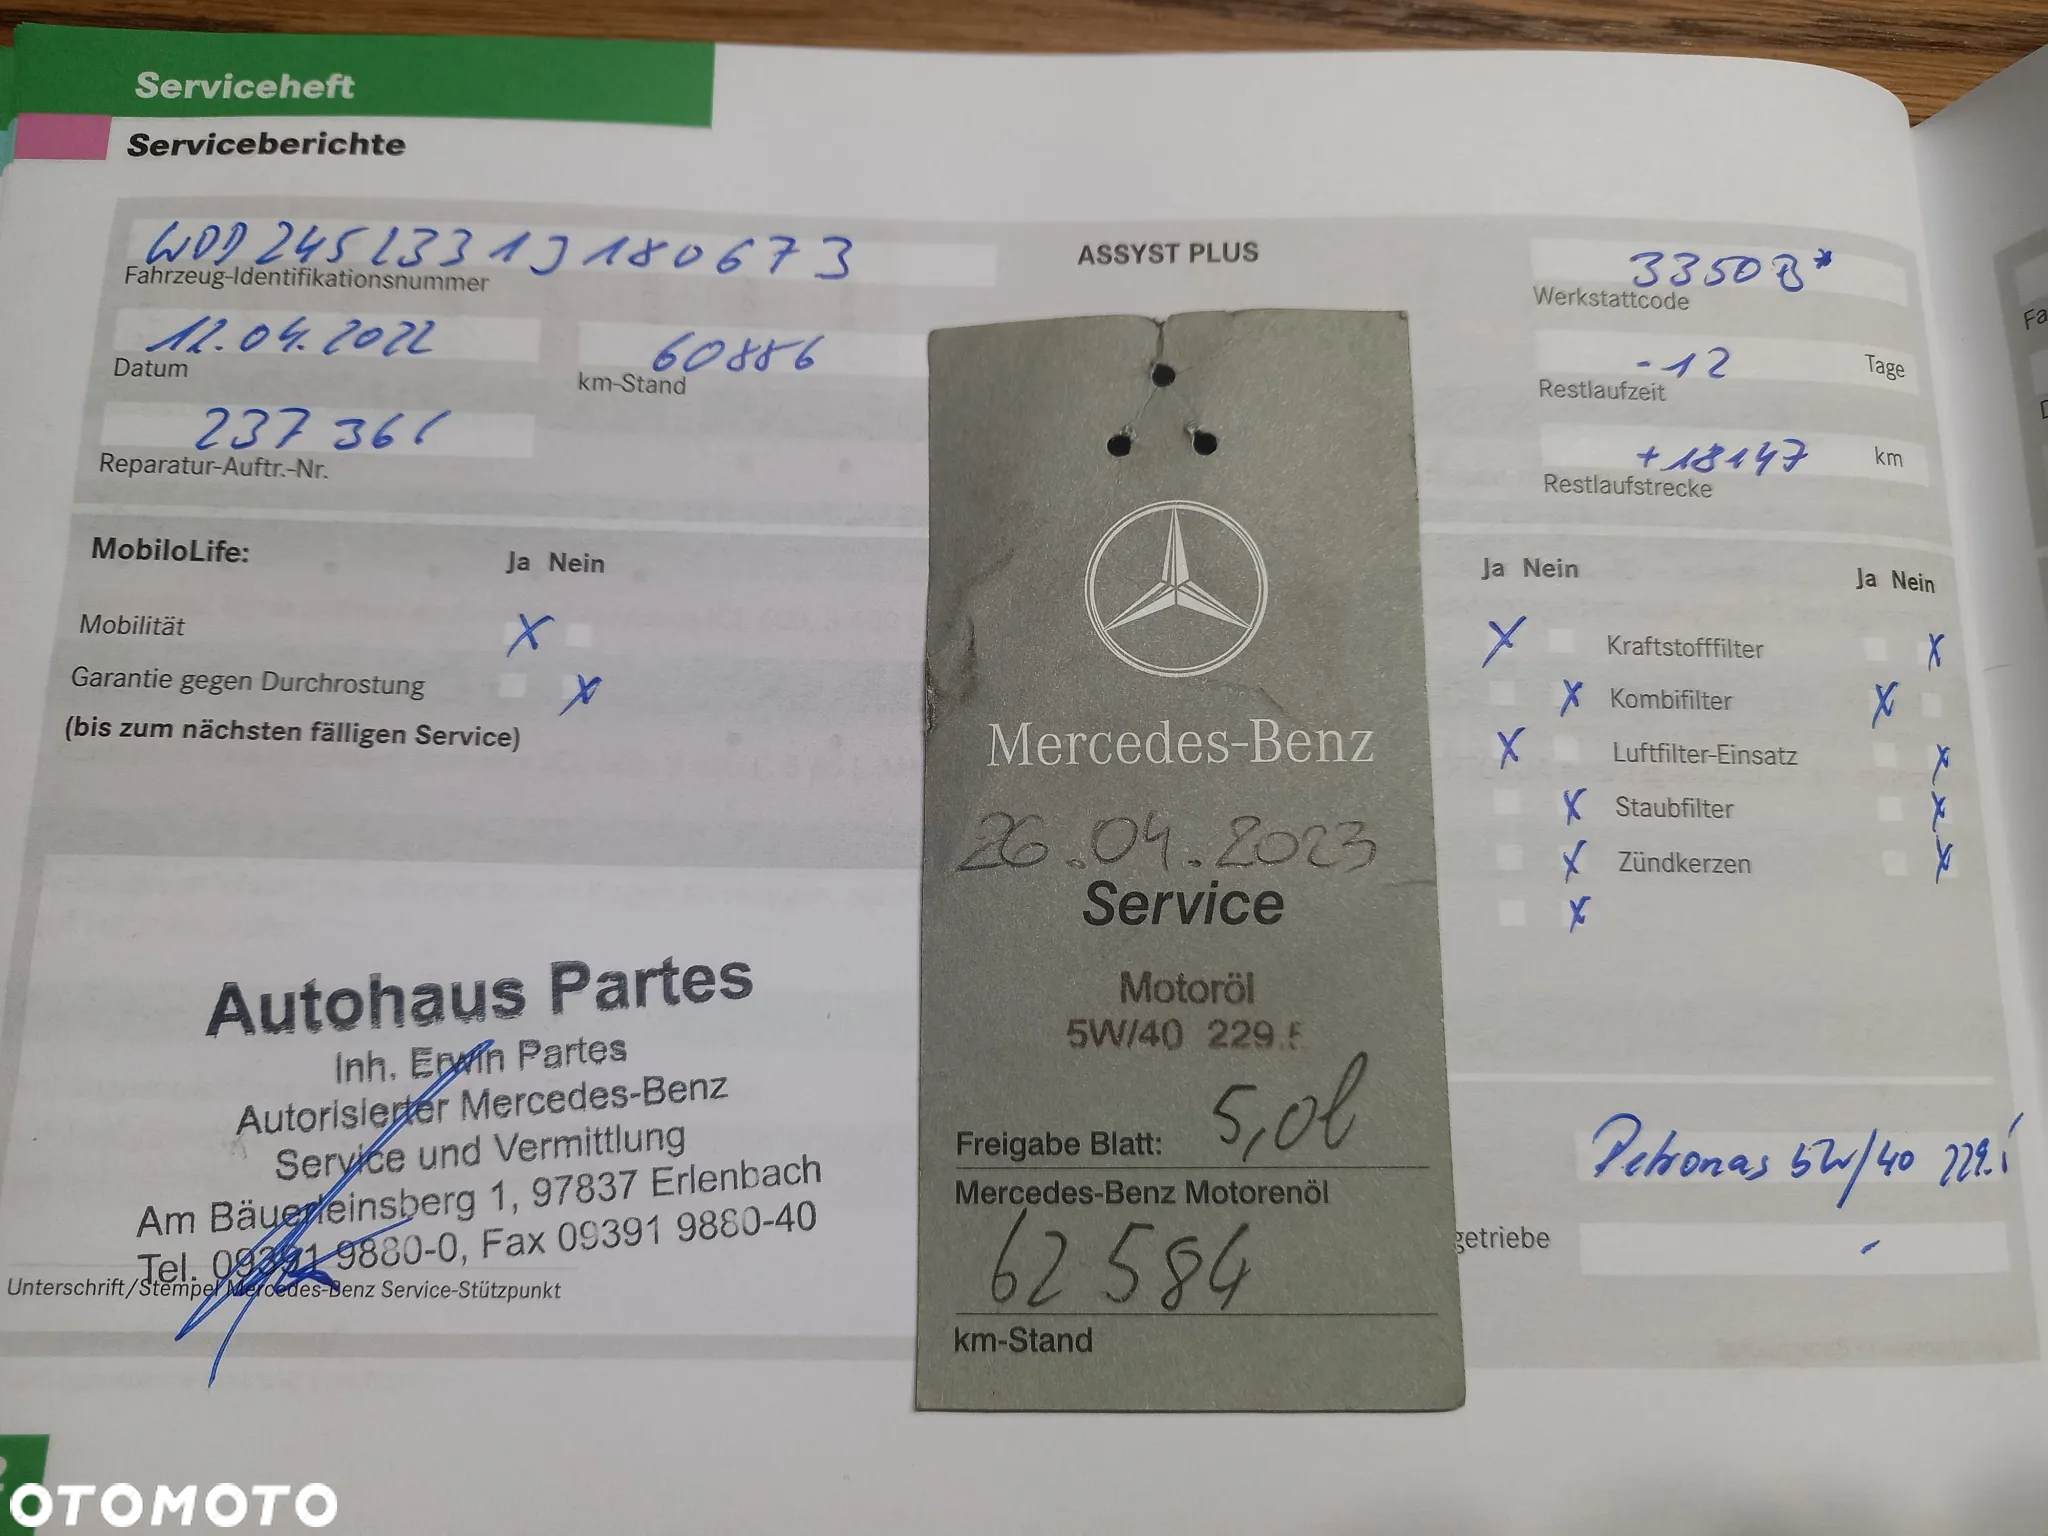 Serviceheft
Serviceberichte
WDD2452331J180673
Fahrzeug-Identifikationsnummer
ASSYST PLUS
3350B*
Werkstattcode
12.04.2022
Datum
60886
km-Stand
-12 Tage
Restlaufzeit
237 366
Reparatur-Auftr.-Nr.
+18147 km
Restlaufstrecke
MobiloLife:
Ja Nein
Mobilität X
Garantie gegen Durchrostung X
(bis zum nächsten fälligen Service)
Ja Nein
Ja Nein
X Kraftstofffilter X
X Kombifilter X
X Luftfilter-Einsatz X
X Staubfilter X
X Zündkerzen X
X
Autohaus Partes
Inh. Erwin Partes
Autorisierter Mercedes-Benz
Service und Vermittlung
Am Bäuerleinsberg 1, 97837 Erlenbach
Tel. 09391 9880-0, Fax 09391 9880-40
Unterschrift/Stempel Mercedes-Benz Service-Stützpunkt
Mercedes-Benz
26.04.2023
Service
Motoröl
5W/40 229.5
Freigabe Blatt: 5,0l
Mercedes-Benz Motorenöl
62584
km-Stand
Petronas 5W/40 229.
getriebe -
OTOMOTO